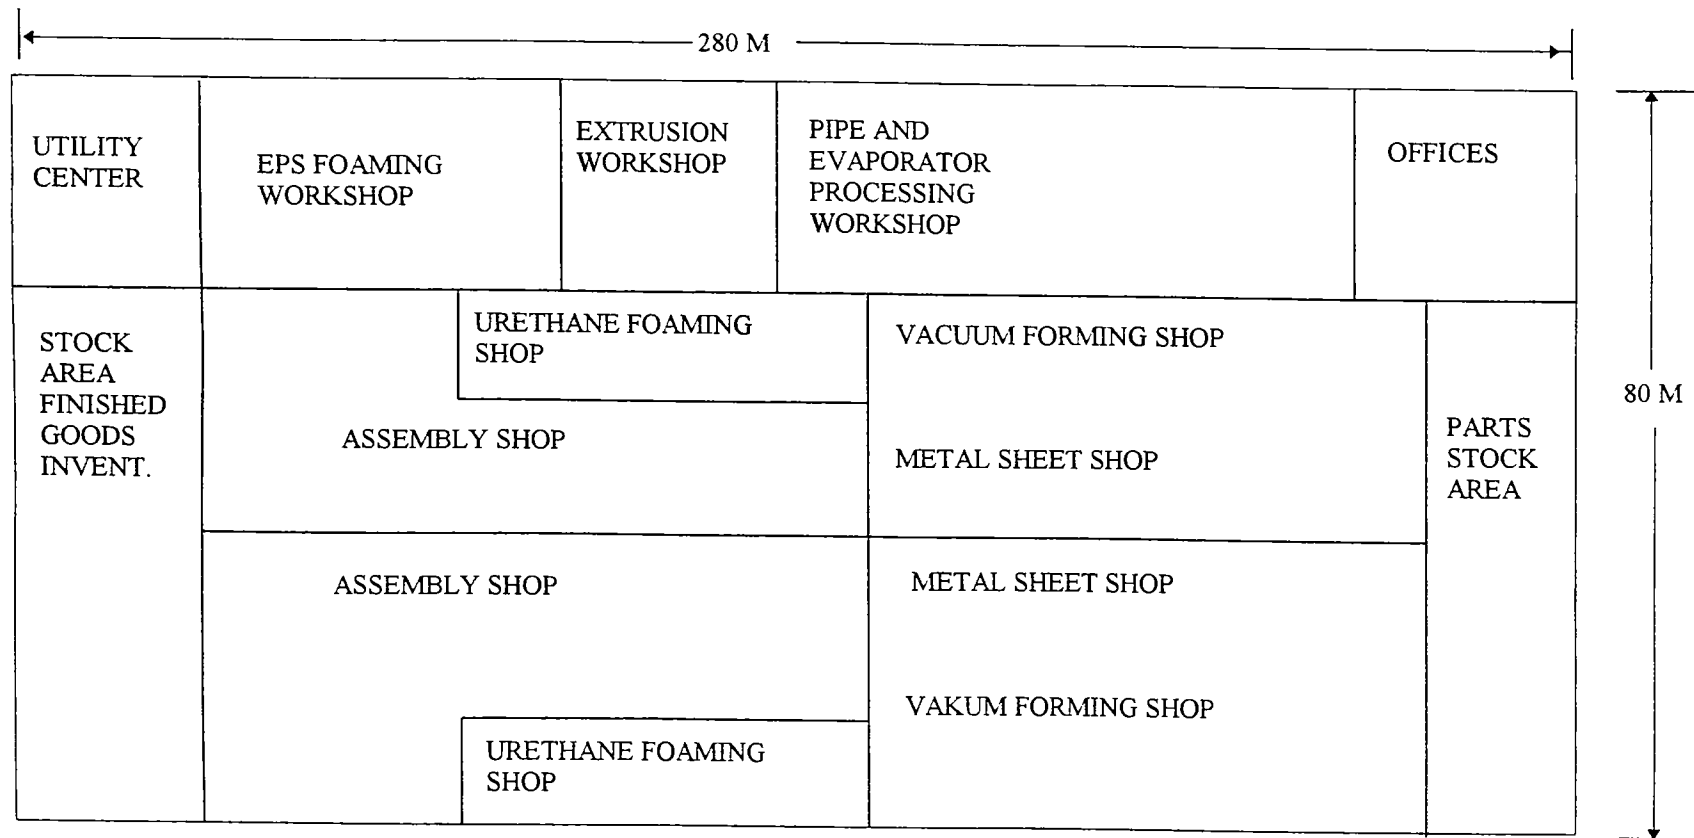 280 M
UTILITY
CENTER
EPS FOAMING
WORKSHOP
EXTRUSION
WORKSHOP
PIPE AND
EVAPORATOR
PROCESSING
WORKSHOP
OFFICES
STOCK
AREA
FINISHED
GOODS
INVENT.
URETHANE FOAMING
SHOP
VACUUM FORMING SHOP
80 M
ASSEMBLY SHOP
METAL SHEET SHOP
PARTS
STOCK
AREA
ASSEMBLY SHOP
METAL SHEET SHOP
VAKUM FORMING SHOP
URETHANE FOAMING
SHOP